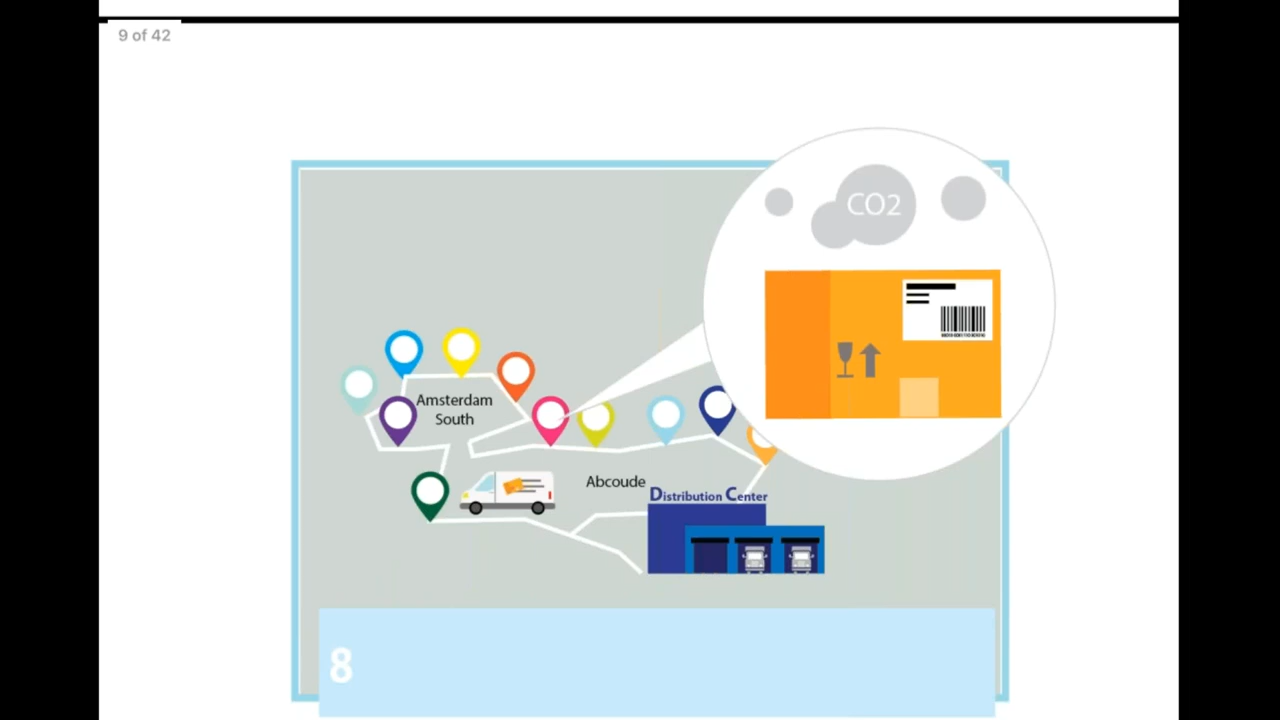 9 of 42
CO2
Amsterdam
South
Abcoude
Distribution Center
8